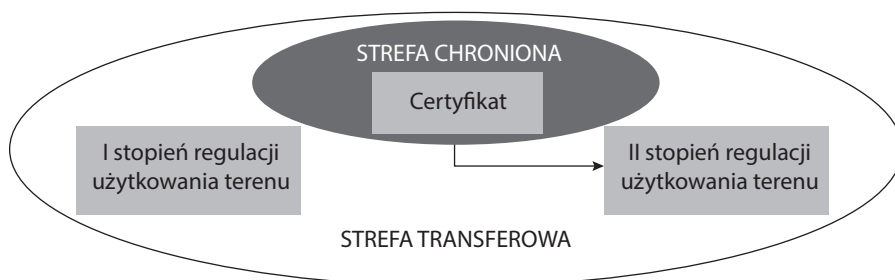 STREFA CHRONIONA
Certyfikat
I stopień regulacji
użytkowania terenu
II stopień regulacji
użytkowania terenu
STREFA TRANSFEROWA